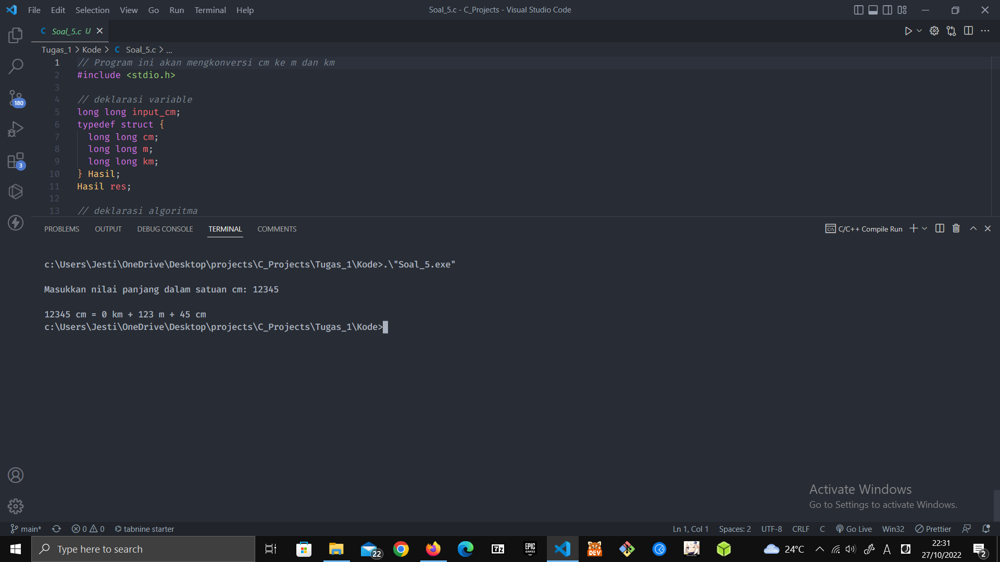 File Edit Selection View Go Run Terminal Help
Soal_5.c - C_Projects - Visual Studio Code
C Soal_5.c U
Tugas_1 > Kode > C Soal_5.c > ...
1 // Program ini akan mengkonversi cm ke m dan km
2 #include <stdio.h>
3
4 // deklarasi variable
5 long long input_cm;
6 typedef struct {
7 long long cm;
8 long long m;
9 long long km;
10 } Hasil;
11 Hasil res;
12
13 // deklarasi algoritma
180
3
PROBLEMS OUTPUT DEBUG CONSOLE TERMINAL COMMENTS
C/C++ Compile Run
c:\Users\Jesti\OneDrive\Desktop\projects\C_Projects\Tugas_1\Kode>.\"Soal_5.exe"
Masukkan nilai panjang dalam satuan cm: 12345
12345 cm = 0 km + 123 m + 45 cm
c:\Users\Jesti\OneDrive\Desktop\projects\C_Projects\Tugas_1\Kode>
Activate Windows
Go to Settings to activate Windows.
main* 0 0 tabnine starter
Ln 1, Col 1 Spaces: 2 UTF-8 CRLF C Go Live Win32 Prettier
Type here to search
22
7z
EPIC GAMES
DEV
24°C
A
22:31
27/10/2022
2